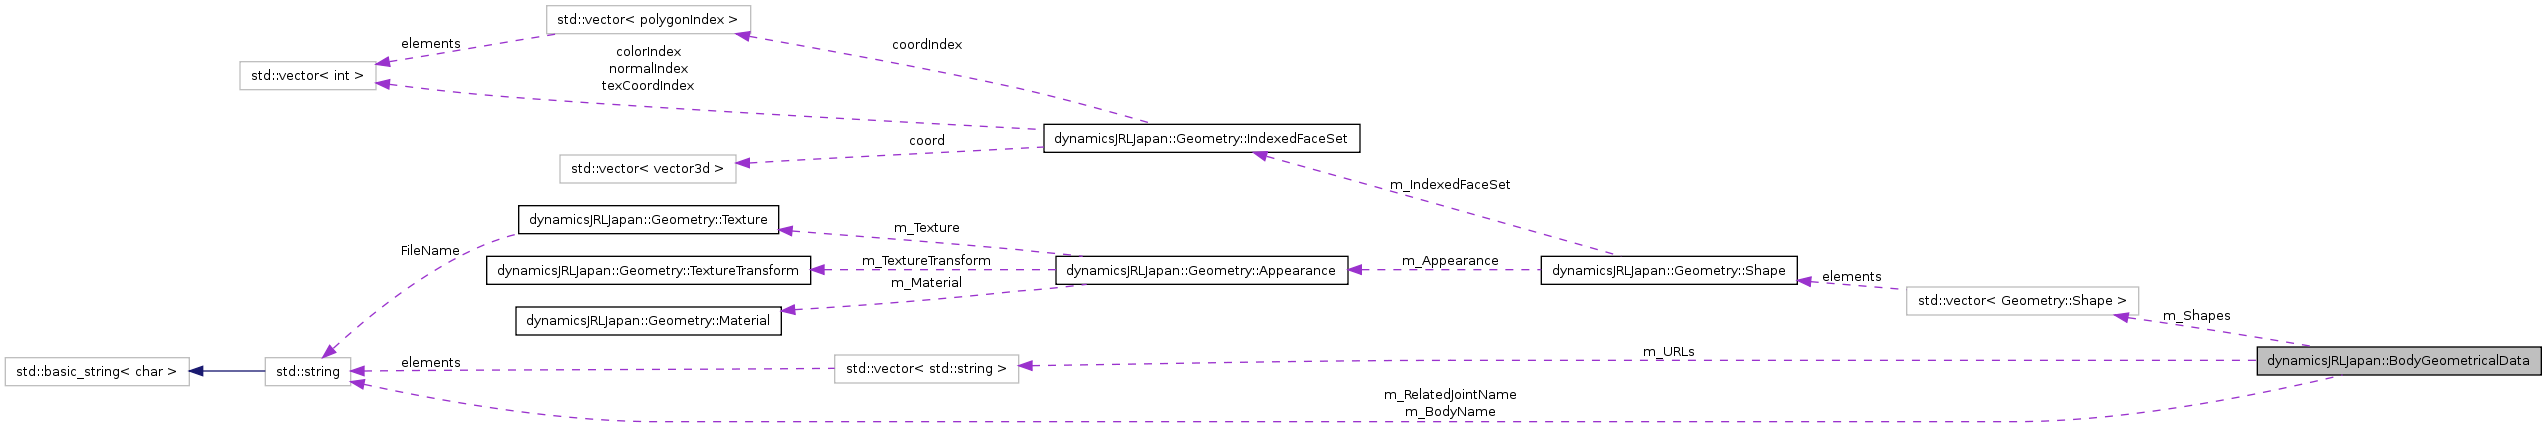 std::vector< polygonIndex >
elements
coordIndex
colorIndex
normalIndex
texCoordIndex
std::vector< int >
dynamicsJRLJapan::Geometry::IndexedFaceSet
coord
std::vector< vector3d >
m_IndexedFaceSet
dynamicsJRLJapan::Geometry::Texture
m_Texture
FileName
m_TextureTransform
m_Appearance
dynamicsJRLJapan::Geometry::TextureTransform
dynamicsJRLJapan::Geometry::Appearance
dynamicsJRLJapan::Geometry::Shape
elements
m_Material
std::vector< Geometry::Shape >
m_Shapes
dynamicsJRLJapan::Geometry::Material
m_URLs
dynamicsJRLJapan::BodyGeometricalData
elements
std::basic_string< char >
std::string
std::vector< std::string >
m_RelatedJointName
m_BodyName